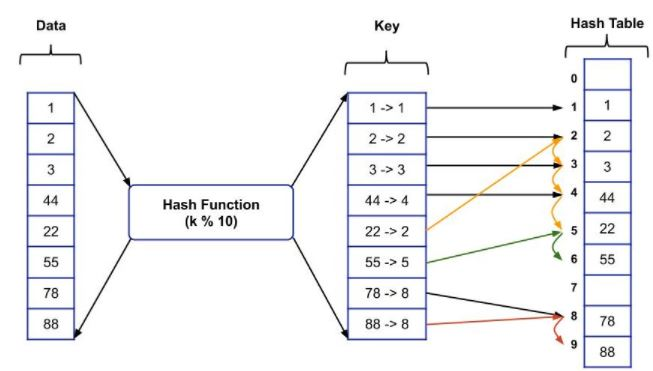 Data
Key
Hash Table
1
2
3
44
22
55
78
88
Hash Function
(k % 10)
1 -> 1
2 -> 2
3 -> 3
44 -> 4
22 -> 2
55 -> 5
78 -> 8
88 -> 8
0
1 1
2 2
3 3
4 44
5 22
6 55
7
8 78
9 88